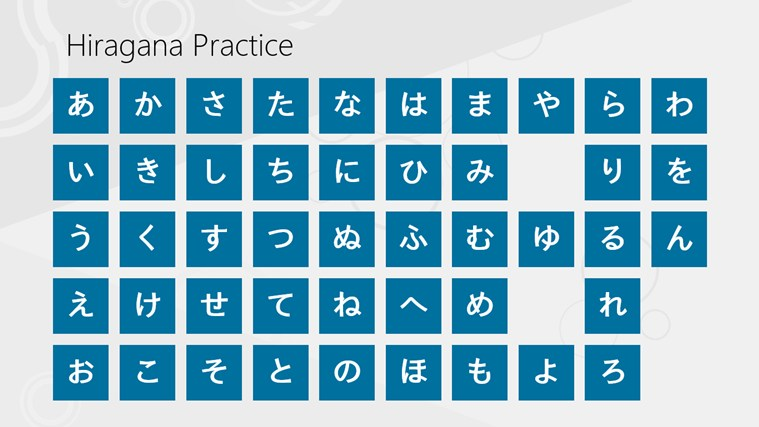 Hiragana Practice
あ か さ た な は ま や ら わ
い き し ち に ひ み り を
う く す つ ぬ ふ む ゆ る ん
え け せ て ね へ め れ
お こ そ と の ほ も よ ろ